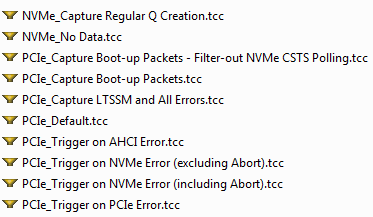 NVMe_Capture Regular Q Creation.tcc
NVMe_No Data.tcc
PCIe_Capture Boot-up Packets - Filter-out NVMe CSTS Polling.tcc
PCIe_Capture Boot-up Packets.tcc
PCIe_Capture LTSSM and All Errors.tcc
PCIe_Default.tcc
PCIe_Trigger on AHCI Error.tcc
PCIe_Trigger on NVMe Error (excluding Abort).tcc
PCIe_Trigger on NVMe Error (including Abort).tcc
PCIe_Trigger on PCIe Error.tcc